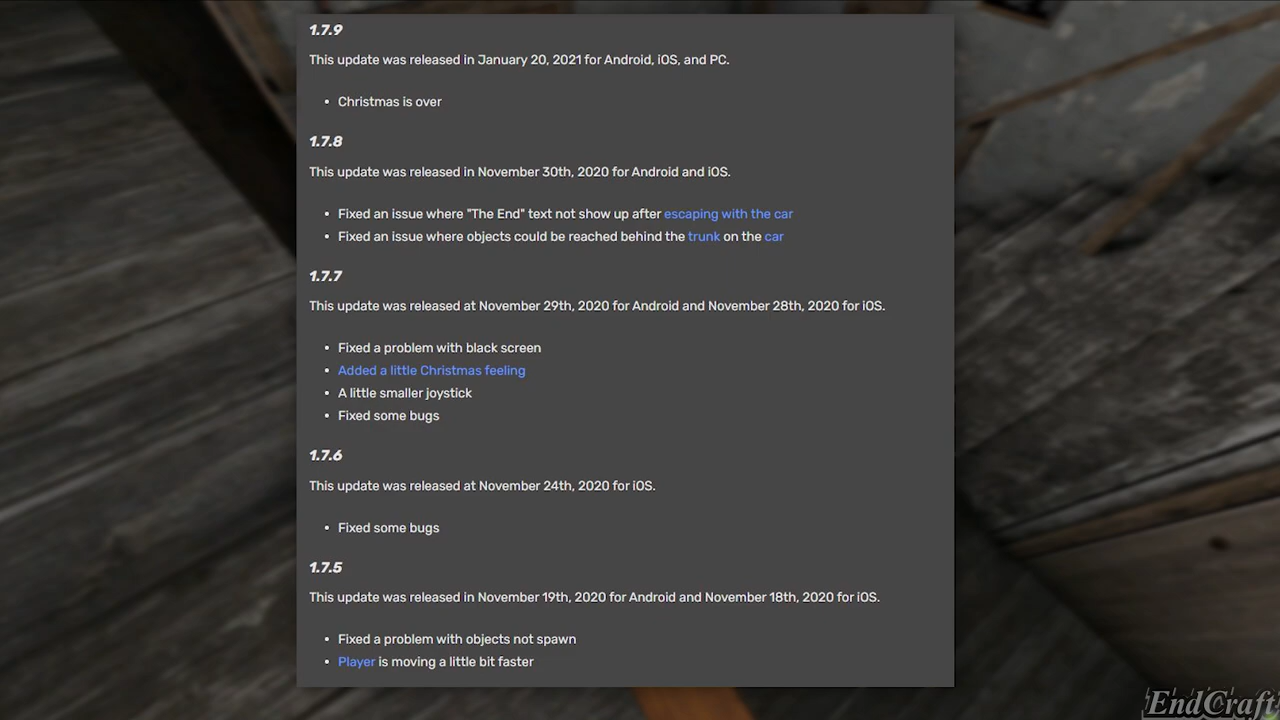 1.7.9
This update was released in January 20, 2021 for Android, iOS, and PC.
• Christmas is over
1.7.8
This update was released in November 30th, 2020 for Android and iOS.
• Fixed an issue where "The End" text not show up after escaping with the car
• Fixed an issue where objects could be reached behind the trunk on the car
1.7.7
This update was released at November 29th, 2020 for Android and November 28th, 2020 for iOS.
• Fixed a problem with black screen
• Added a little Christmas feeling
• A little smaller joystick
• Fixed some bugs
1.7.6
This update was released at November 24th, 2020 for iOS.
• Fixed some bugs
1.7.5
This update was released in November 19th, 2020 for Android and November 18th, 2020 for iOS.
• Fixed a problem with objects not spawn
• Player is moving a little bit faster
EndCraft